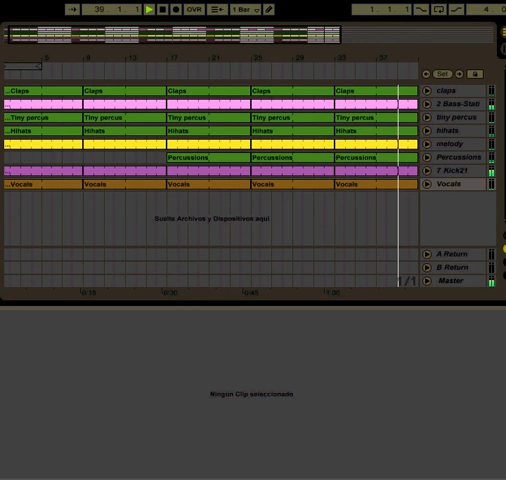 39. 1. 1 OVR 1 Bar 1. 1. 1 4. 0
5 9 13 17 21 25 29 33 37
Set
...Claps Claps Claps Claps Claps claps
2 Bass-Stati
...Tiny percus Tiny percus Tiny percus Tiny percus Tiny percus tiny percus
Hihats Hihats Hihats Hihats Hihats hihats
melody
Percussions Percussions Percussions Percussions
7 Kick21
...Vocals Vocals Vocals Vocals Vocals Vocals
Suelte Archivos y Dispositivos aquí
A Return
B Return
1/1 Master
0:15 0:30 0:45 1:00
Ningún Clip seleccionado